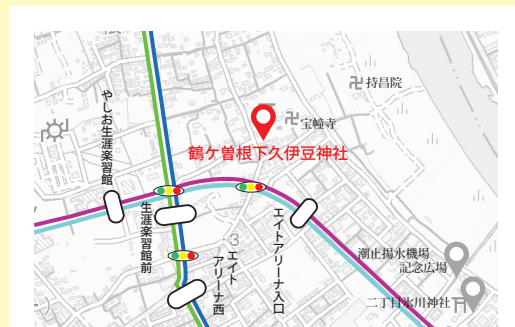 持昌院
宝幢寺
鶴ケ曽根下久伊豆神社
やしお生涯楽習館
生涯楽習館前
エイト
アリーナ西
エイトアリーナ入口
潮止揚水機場
記念広場
二丁目氷川神社